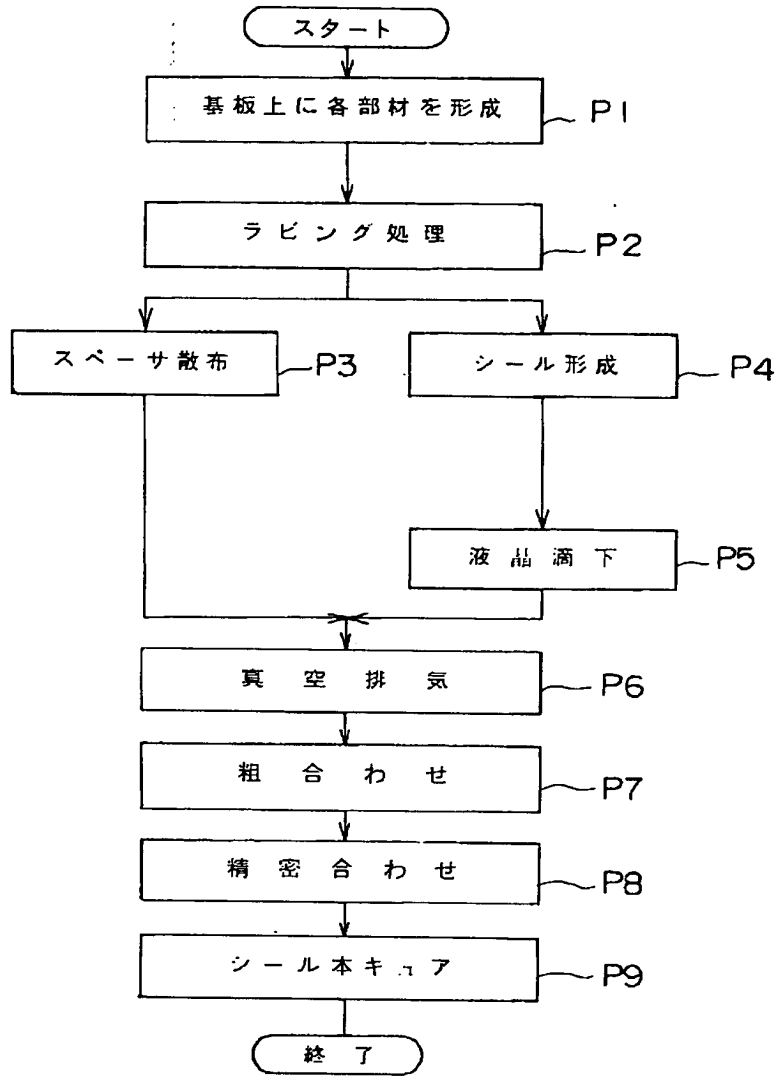 スタート
基板上に各部材を形成 P1
ラビング処理 P2
スペーサ散布 P3
シール形成 P4
液晶滴下 P5
真空排気 P6
粗合わせ P7
精密合わせ P8
シール本キュア P9
終了